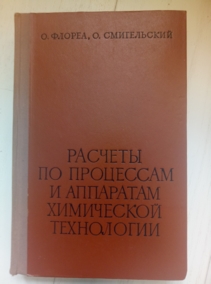 О. ФЛОРЕА, О. СМИГЕЛЬСКИЙ
РАСЧЕТЫ
ПО ПРОЦЕССАМ
И АППАРАТАМ
ХИМИЧЕСКОЙ
ТЕХНОЛОГИИ